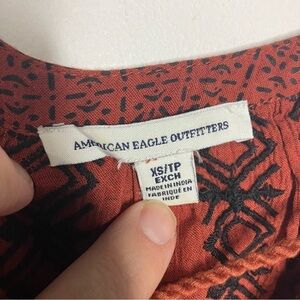 AMERICAN EAGLE OUTFITTERS
XS/TP
EXCH
MADE IN INDIA
FABRIQUÉ EN
INDE